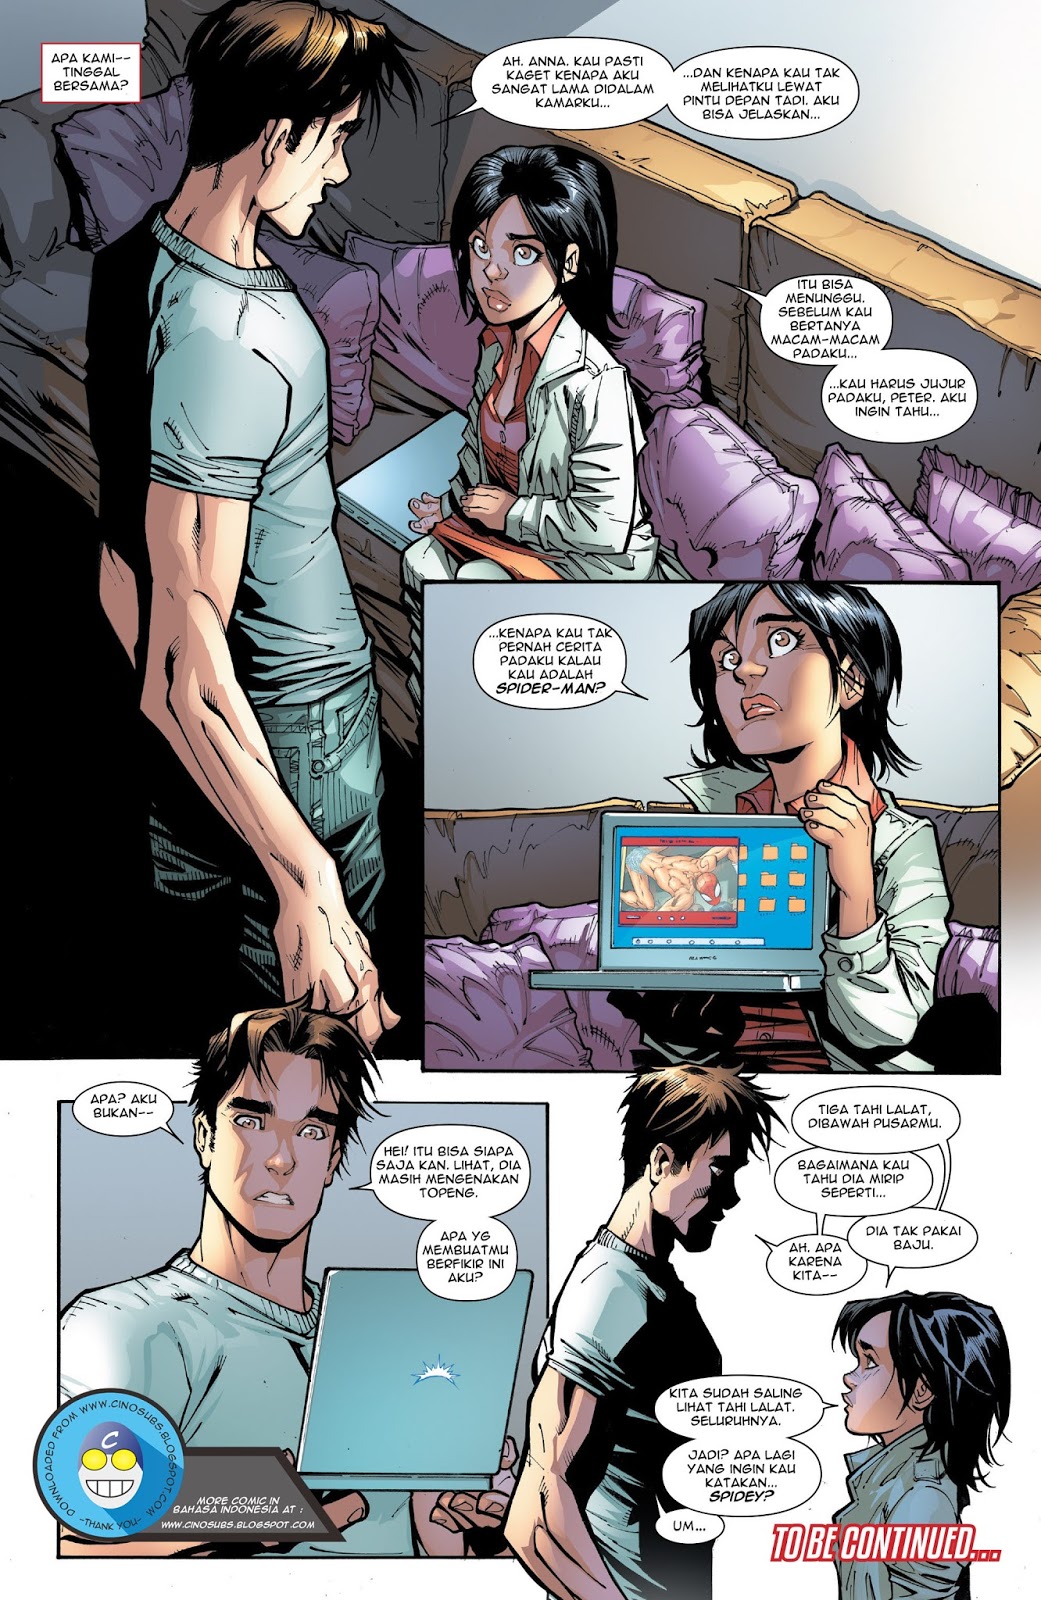 APA KAMI--
TINGGAL
BERSAMA?
AH. ANNA. KAU PASTI
KAGET KENAPA AKU
SANGAT LAMA DIDALAM
KAMARKU...
...DAN KENAPA KAU TAK
MELIHATKU LEWAT
PINTU DEPAN TADI. AKU
BISA JELASKAN...
ITU BISA
MENUNGGU.
SEBELUM KAU
BERTANYA
MACAM-MACAM
PADAKU...
...KAU HARUS JUJUR
PADAKU, PETER. AKU
INGIN TAHU...
...KENAPA KAU TAK
PERNAH CERITA
PADAKU KALAU
KAU ADALAH
SPIDER-MAN?
APA? AKU
BUKAN--
HEI! ITU BISA SIAPA
SAJA KAN. LIHAT, DIA
MASIH MENGENAKAN
TOPENG.
APA YG
MEMBUATMU
BERFIKIR INI
AKU?
TIGA TAHI LALAT,
DIBAWAH PUSARMU.
BAGAIMANA KAU
TAHU DIA MIRIP
SEPERTI...
DIA TAK PAKAI
BAJU.
AH. APA
KARENA
KITA--
KITA SUDAH SALING
LIHAT TAHI LALAT.
SELURUHNYA.
JADI? APA LAGI
YANG INGIN KAU
KATAKAN...
SPIDEY?
UM...
TO BE CONTINUED...
DOWNLOADED FROM WWW.CINOSUBS.BLOGSPOT.COM
C
-THANK YOU-
MORE COMIC IN
BAHASA INDONESIA AT :
WWW.CINOSUBS.BLOGSPOT.COM